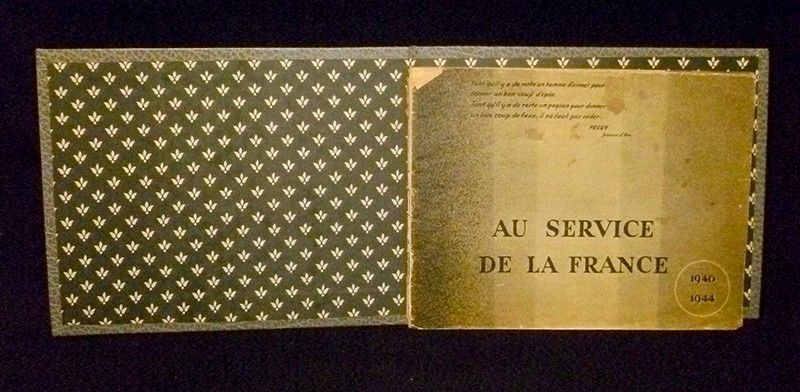 Tant qu'il y a de reste un homme d'armes pour
donner un bon coup d'épée.
Tant qu'il y a de reste un paysan pour donner
un bon coup de faux, il ne faut pas céder.
PEGUY
Jeanne d'Arc.
AU SERVICE
DE LA FRANCE
1940
1944